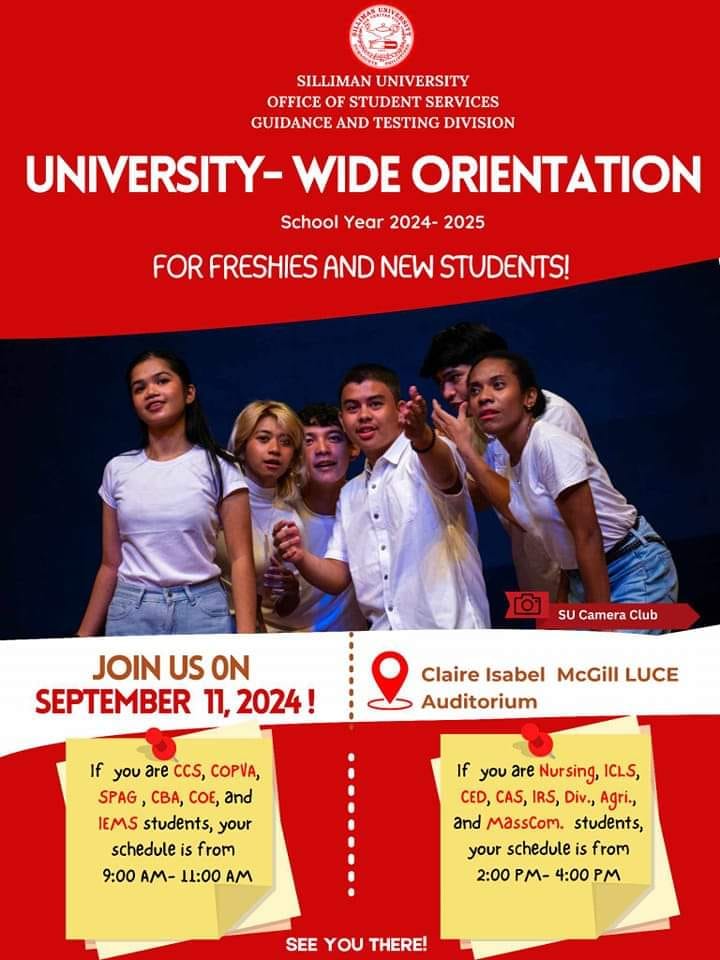 SILLIMAN UNIVERSITY
SILLIMAN UNIVERSITY
OFFICE OF STUDENT SERVICES
GUIDANCE AND TESTING DIVISION
UNIVERSITY- WIDE ORIENTATION
School Year 2024- 2025
FOR FRESHIES AND NEW STUDENTS!
SU Camera Club
JOIN US ON
SEPTEMBER 11, 2024 !
Claire Isabel McGill LUCE
Auditorium
If you are CCS, COPVA,
SPAG , CBA, COE, and
IEMS students, your
schedule is from
9:00 AM- 11:00 AM
If you are Nursing, ICLS,
CED, CAS, IRS, Div., Agri.,
and MassCom. students,
your schedule is from
2:00 PM- 4:00 PM
SEE YOU THERE!